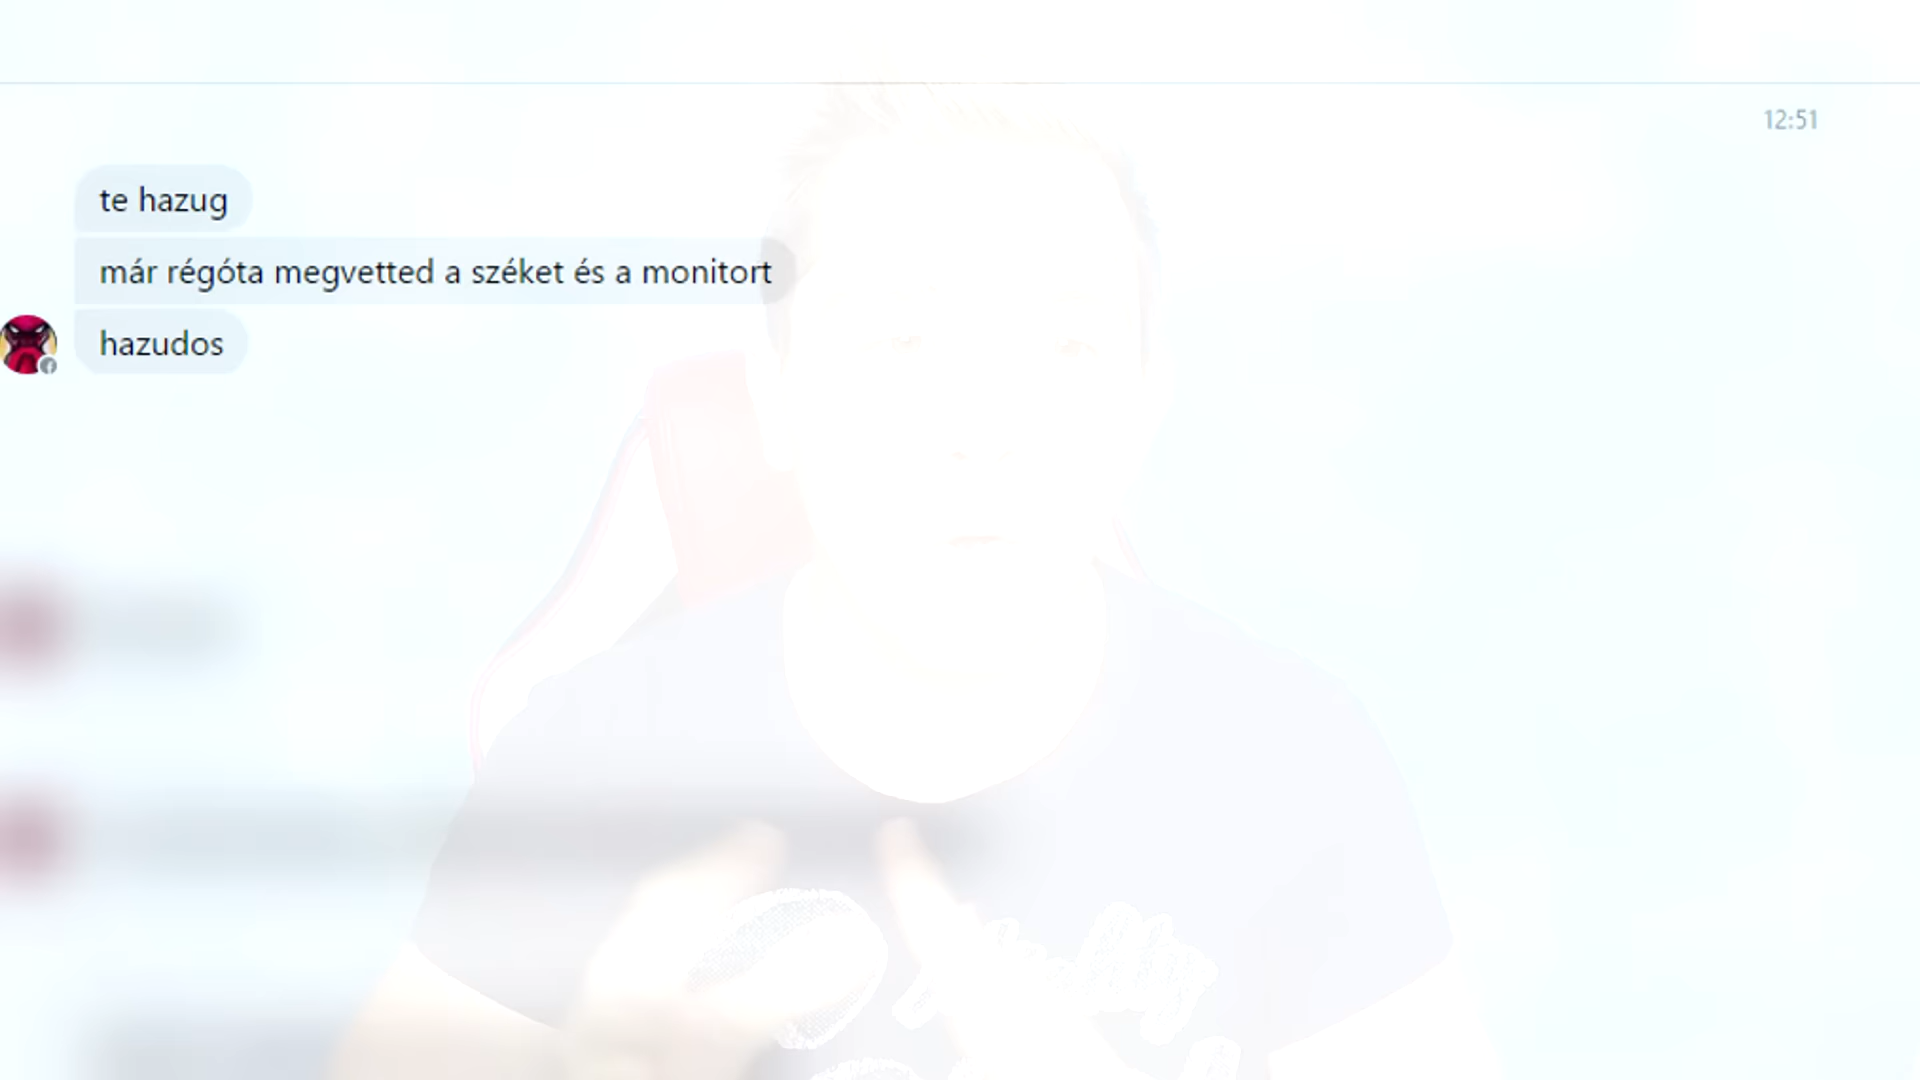 12:51
te hazug
már régóta megvetted a széket és a monitort
hazudos